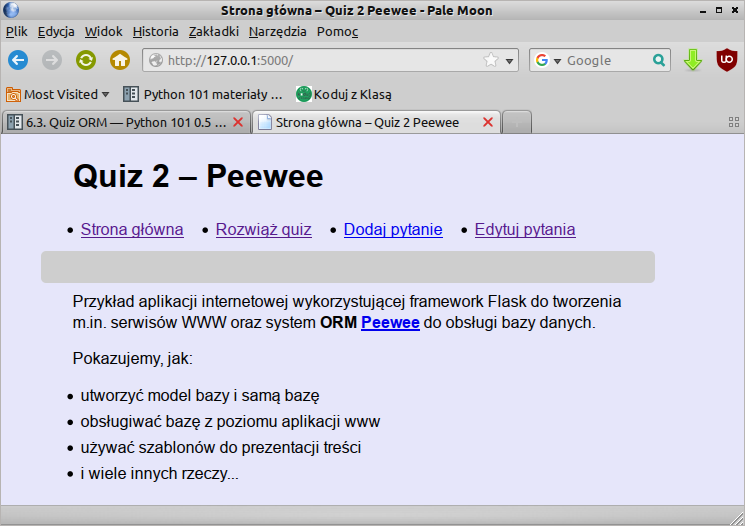 Strona główna – Quiz 2 Peewee - Pale Moon
Plik Edycja Widok Historia Zakładki Narzędzia Pomoc
http://127.0.0.1:5000/ Google
Most Visited Python 101 materiały ... Koduj z Klasą
6.3. Quiz ORM — Python 101 0.5 ... Strona główna – Quiz 2 Peewee
Quiz 2 – Peewee
• Strona główna • Rozwiąż quiz • Dodaj pytanie • Edytuj pytania
Przykład aplikacji internetowej wykorzystującej framework Flask do tworzenia
m.in. serwisów WWW oraz system ORM Peewee do obsługi bazy danych.
Pokazujemy, jak:
• utworzyć model bazy i samą bazę
• obsługiwać bazę z poziomu aplikacji www
• używać szablonów do prezentacji treści
• i wiele innych rzeczy...